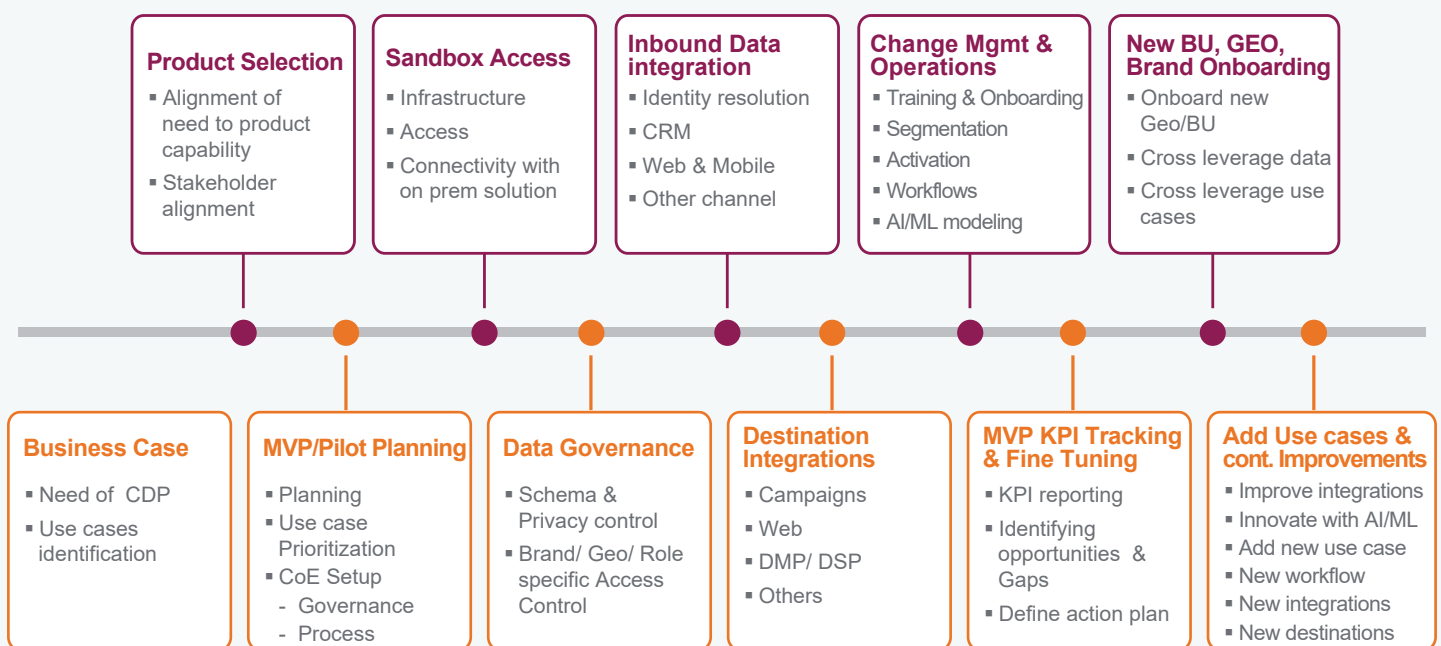 Product Selection
▪ Alignment of
need to product
capability
▪ Stakeholder
alignment
Sandbox Access
▪ Infrastructure
▪ Access
▪ Connectivity with
on prem solution
Inbound Data
integration
▪ Identity resolution
▪ CRM
▪ Web & Mobile
▪ Other channel
Change Mgmt &
Operations
▪ Training & Onboarding
▪ Segmentation
▪ Activation
▪ Workflows
▪ AI/ML modeling
New BU, GEO,
Brand Onboarding
▪ Onboard new
Geo/BU
▪ Cross leverage data
▪ Cross leverage use
cases
Business Case
▪ Need of CDP
▪ Use cases
identification
MVP/Pilot Planning
▪ Planning
▪ Use case
Prioritization
▪ CoE Setup
- Governance
- Process
Data Governance
▪ Schema &
Privacy control
▪ Brand/ Geo/ Role
specific Access
Control
Destination
Integrations
▪ Campaigns
▪ Web
▪ DMP/ DSP
▪ Others
MVP KPI Tracking
& Fine Tuning
▪ KPI reporting
▪ Identifying
opportunities &
Gaps
▪ Define action plan
Add Use cases &
cont. Improvements
▪ Improve integrations
▪ Innovate with AI/ML
▪ Add new use case
▪ New workflow
▪ New integrations
▪ New destinations